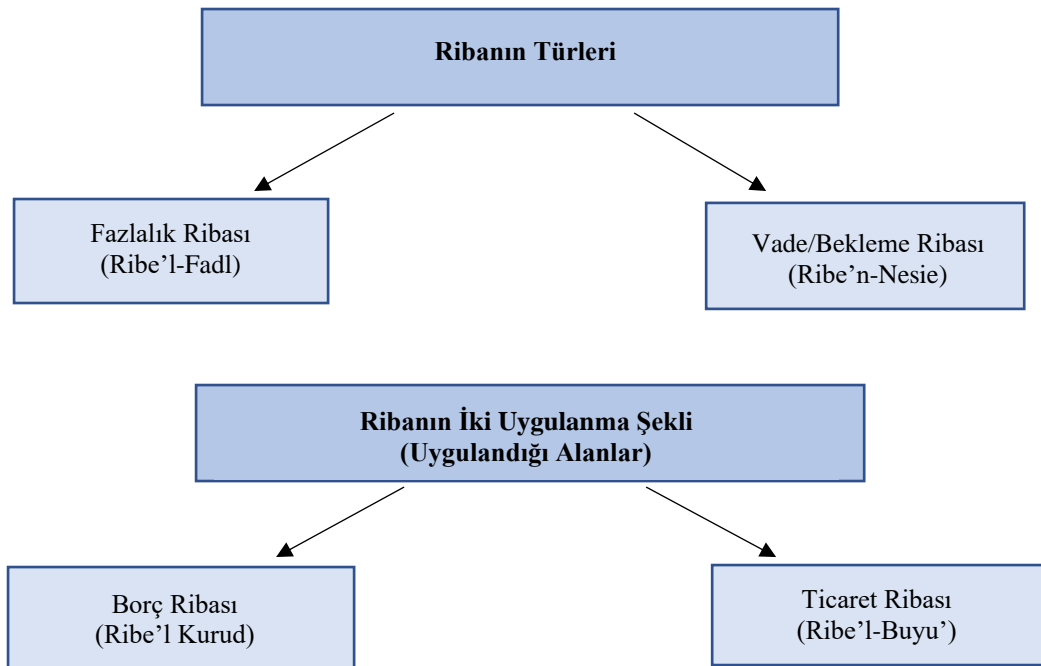 Ribanın Türleri
Fazlalık Ribası
(Ribe’l-Fadl)
Vade/Bekleme Ribası
(Ribe’n-Nesie)
Ribanın İki Uygulanma Şekli
(Uygulandığı Alanlar)
Borç Ribası
(Ribe’l Kurud)
Ticaret Ribası
(Ribe’l-Buyu’)